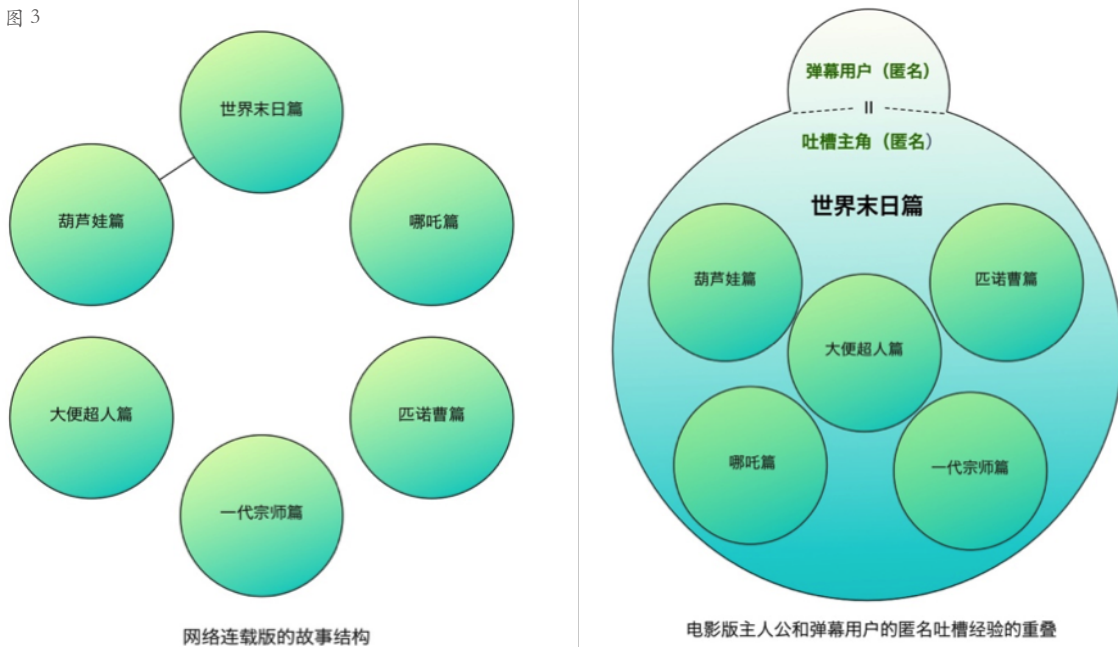 图 3
世界末日篇
葫芦娃篇
哪吒篇
大便超人篇
匹诺曹篇
一代宗师篇
网络连载版的故事结构
弹幕用户（匿名）
=
吐槽主角（匿名）
世界末日篇
葫芦娃篇
匹诺曹篇
大便超人篇
哪吒篇
一代宗师篇
电影版主人公和弹幕用户的匿名吐槽经验的重叠